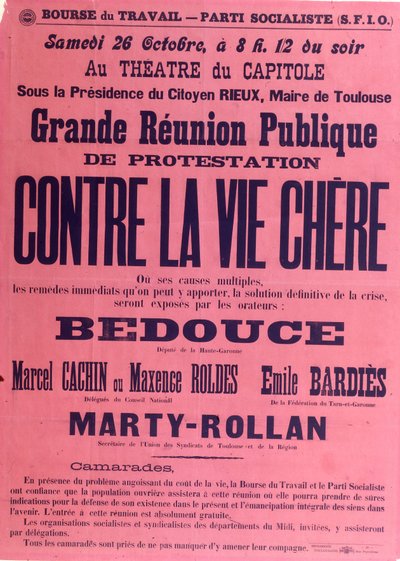 BOURSE du TRAVAIL — PARTI SOCIALISTE (S.F.I.O.)
Samedi 26 Octobre, à 8 h. 1/2 du soir
Au THÉATRE du CAPITOLE
Sous la Présidence du Citoyen RIEUX, Maire de Toulouse
Grande Réunion Publique
DE PROTESTATION
CONTRE LA VIE CHÈRE
Où ses causes multiples,
les remèdes immédiats qu'on peut y apporter, la solution définitive de la crise,
seront exposés par les orateurs :
BEDOUCE
Député de la Haute-Garonne
Marcel CACHIN ou Maxence ROLDES
Délégués du Conseil National
Emile BARDIÈS
De la Fédération du Tarn-et-Garonne
MARTY-ROLLAN
Secrétaire de l'Union des Syndicats de Toulouse et de la Région
Camarades,
En présence du problème angoissant du coût de la vie, la Bourse du Travail et le Parti Socialiste
ont confiance que la population ouvrière assistera à cette réunion où elle pourra prendre de sûres
indications pour la défense de son existence dans le présent et l'émancipation intégrale des siens dans
l'avenir. L'entrée à cette réunion est absolument gratuite.
Les organisations socialistes et syndicalistes des départements du Midi, invitées, y assisteront
par délégations.
Tous les camarades sont priés de ne pas manquer d'y amener leur compagne.